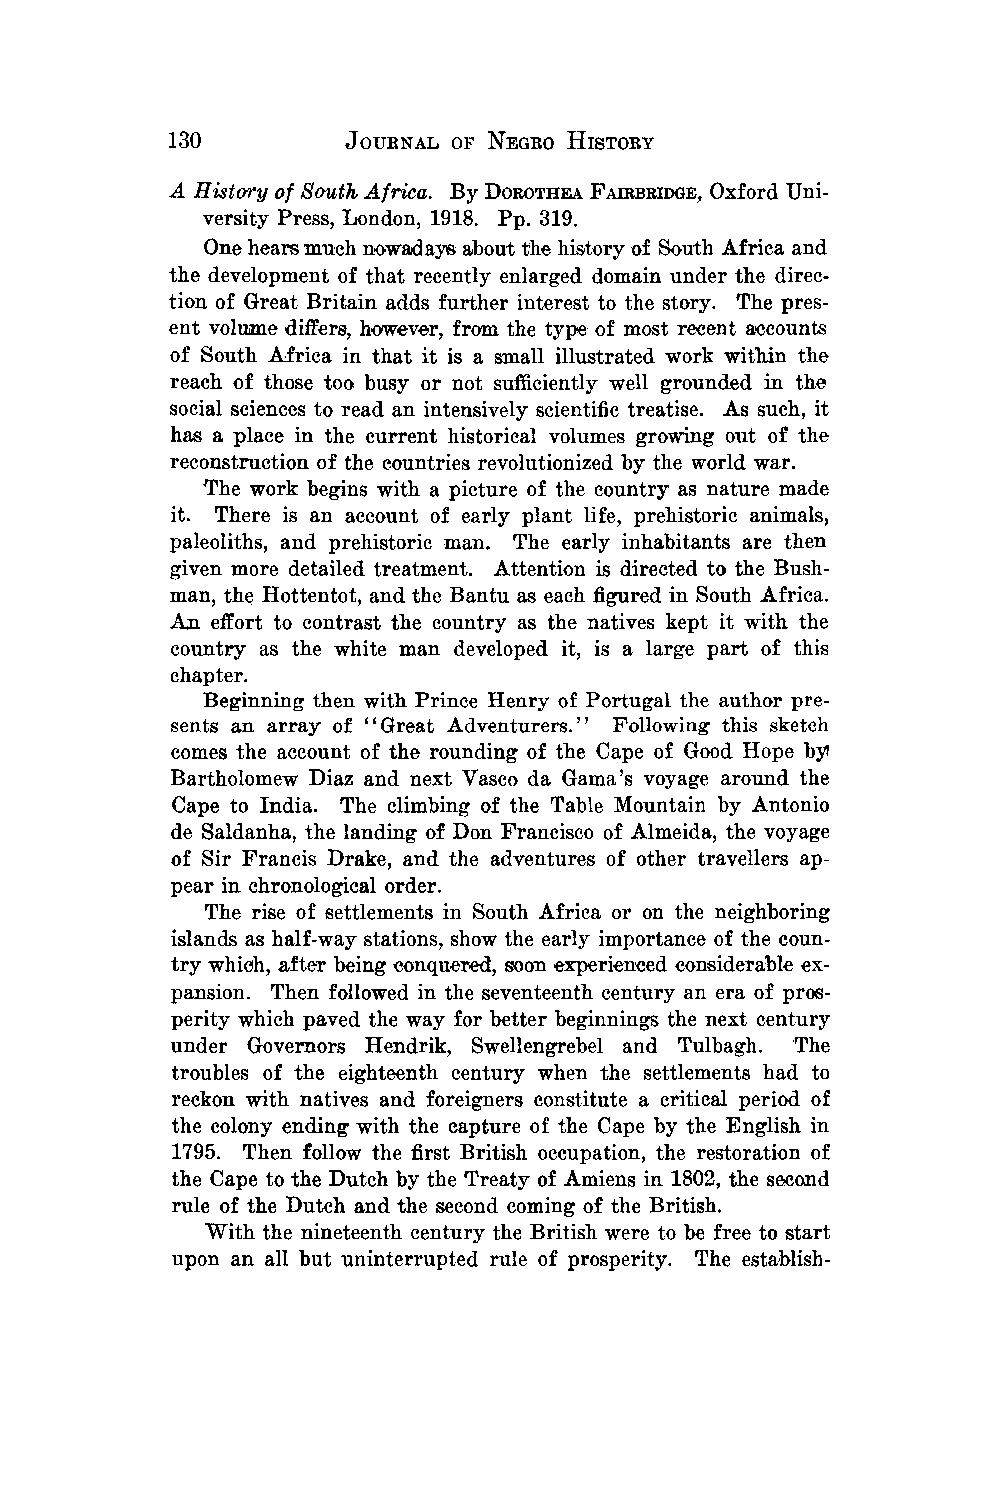 130 JOURNAL OF NEGRO HISTORY
A History of South Africa. By DOROTHEA FAIRBRIDGE, Oxford Uni-
versity Press, London, 1918. Pp. 319.
One hears much nowadays about the history of South Africa and
the development of that recently enlarged domain under the direc-
tion of Great Britain adds further interest to the story. The pres-
ent volume differs, however, from the type of most recent accounts
of South Africa in that it is a small illustrated work within the
reach of those too busy or not sufficiently well grounded in the
social sciences to read an intensively scientific treatise. As such, it
has a place in the current historical volumes growing out of the
reconstruction of the countries revolutionized by the world war.
The work begins with a picture of the country as nature made
it. There is an account of early plant life, prehistoric animals,
paleoliths, and prehistoric man. The early inhabitants are then
given more detailed treatment. Attention is directed to the Bush-
man, the Hottentot, and the Bantu as each figured in South Africa.
An effort to contrast the country as the natives kept it with the
country as the white man developed it, is a large part of this
chapter.
Beginning then with Prince Henry of Portugal the author pre-
sents an array of "Great Adventurers." Following this sketch
comes the account of the rounding of the Cape of Good Hope by
Bartholomew Diaz and next Vasco da Gama's voyage around the
Cape to India. The climbing of the Table Mountain by Antonio
de Saldanha, the landing of Don Francisco of Almeida, the voyage
of Sir Francis Drake, and the adventures of other travellers ap-
pear in chronological order.
The rise of settlements in South Africa or on the neighboring
islands as half-way stations, show the early importance of the coun-
try which, after being conquered, soon experienced considerable ex-
pansion. Then followed in the seventeenth century an era of pros-
perity which paved the way for better beginnings the next century
under Governors Hendrik, Swellengrebel and Tulbagh. The
troubles of the eighteenth century when the settlements had to
reckon with natives and foreigners constitute a critical period of
the colony ending with the capture of the Cape by the English in
1795. Then follow the first British occupation, the restoration of
the Cape to the Dutch by the Treaty of Amiens in 1802, the second
rule of the Dutch and the second coming of the British.
With the nineteenth century the British were to be free to start
upon an all but uninterrupted rule of prosperity. The establish-